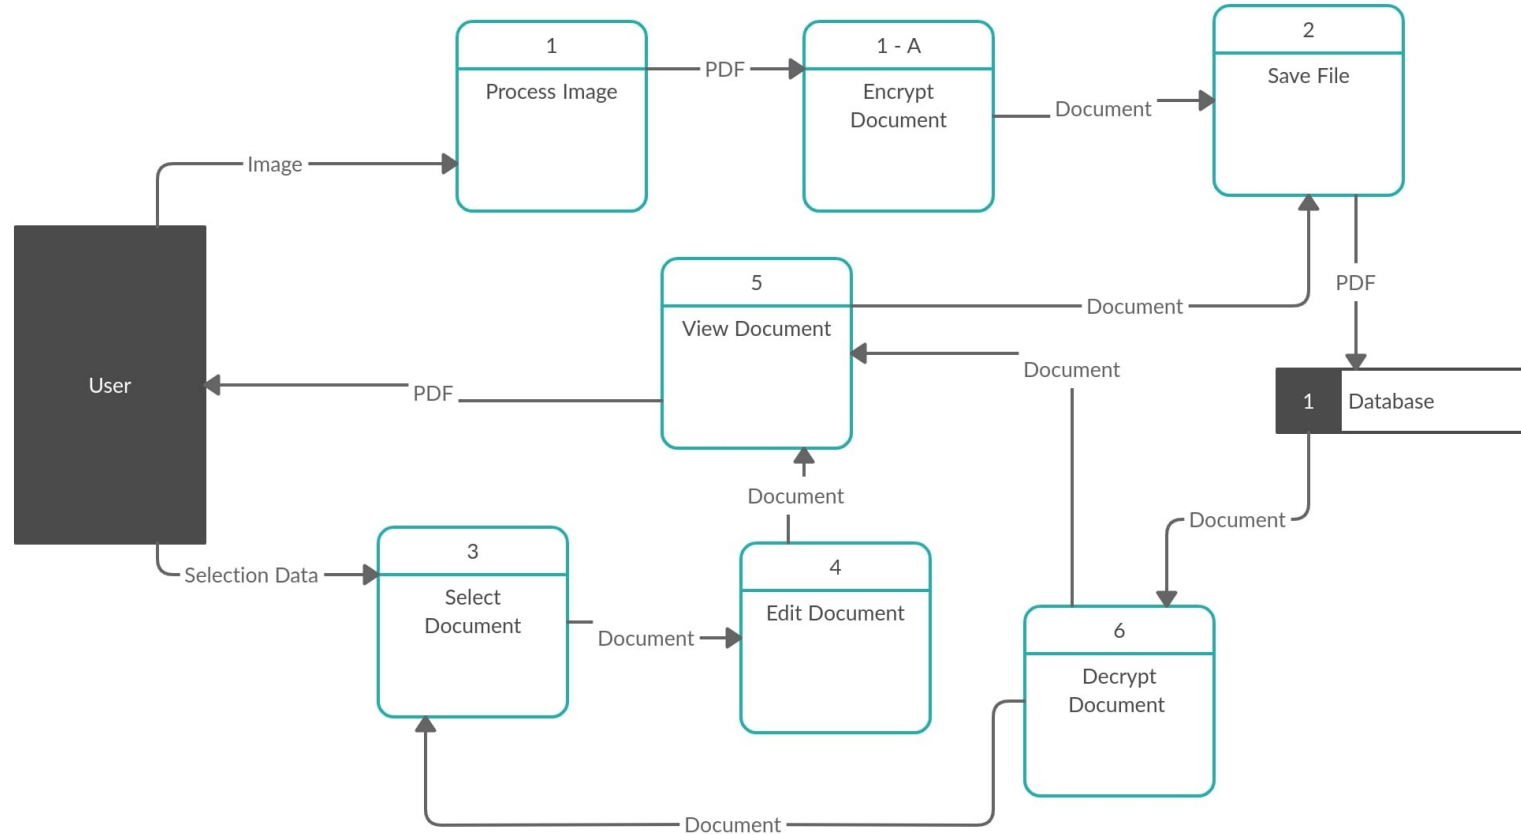 1
Process Image
PDF
1 - A
Encrypt
Document
Document
2
Save File
Image
5
View Document
Document
PDF
Document
User
PDF
1
Database
Document
Document
Selection Data
3
Select
Document
Document
4
Edit Document
6
Decrypt
Document
Document